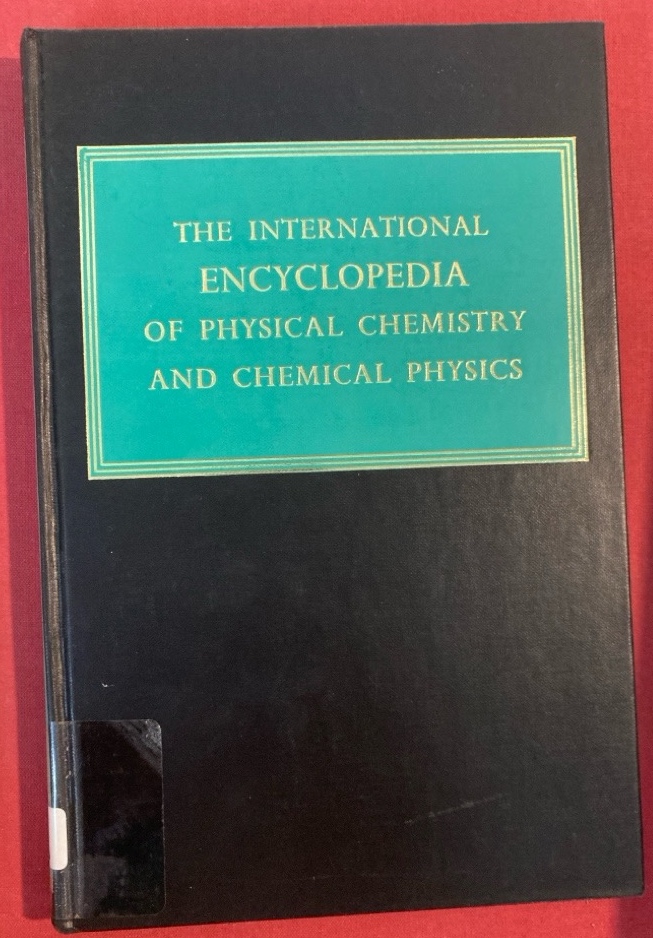 THE INTERNATIONAL
ENCYCLOPEDIA
OF PHYSICAL CHEMISTRY
AND CHEMICAL PHYSICS